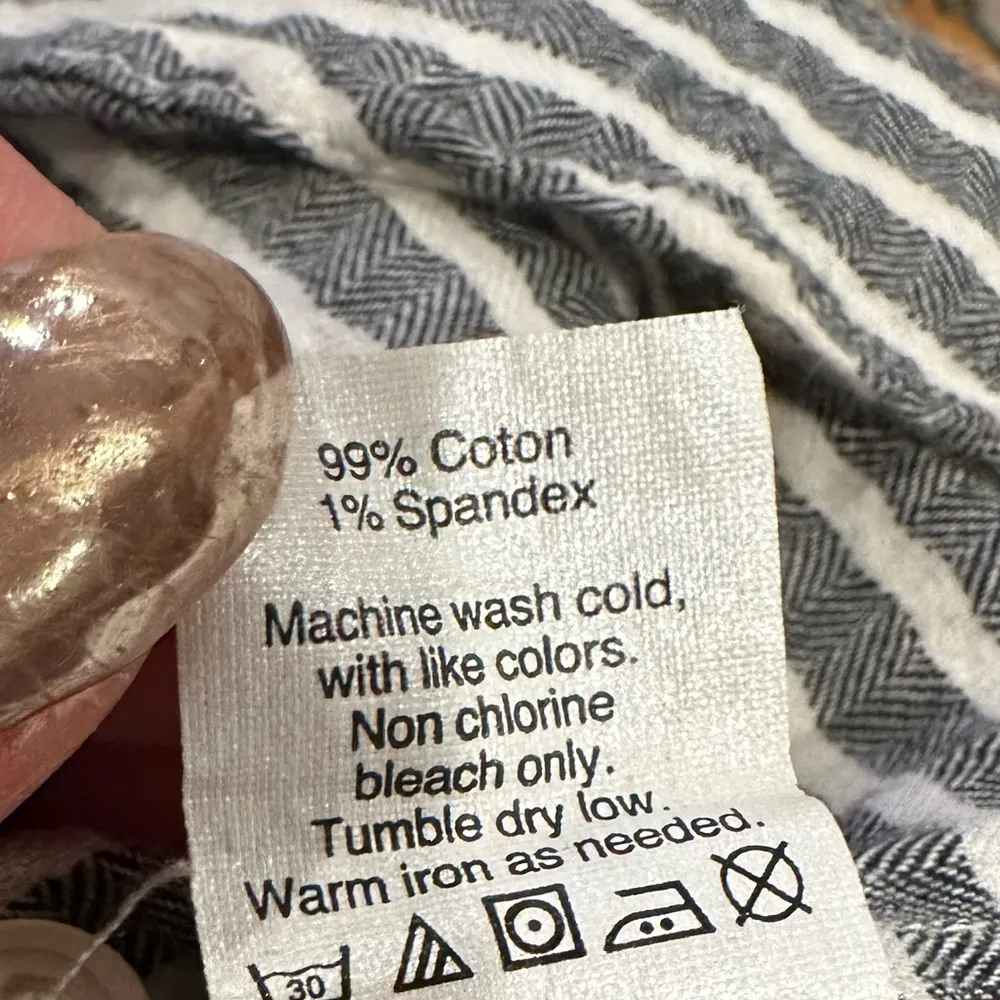 99% Coton
1% Spandex
Machine wash cold,
with like colors.
Non chlorine
bleach only.
Tumble dry low.
Warm iron as needed.
30